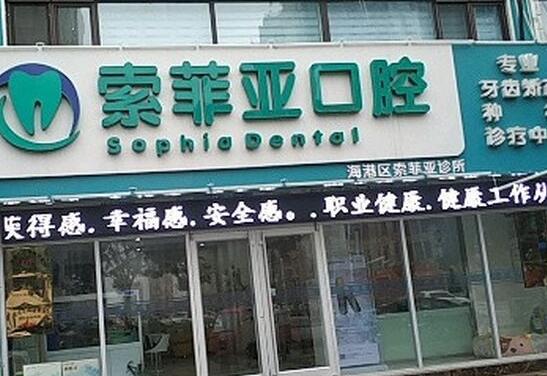 索菲亚口腔
Sophia Dental
海港区索菲亚诊所
专业
牙齿矫
种
诊疗中
获得感.幸福感.安全感。.职业健康.健康工作从